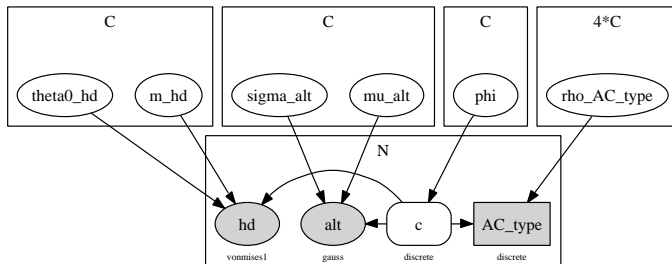 C
C
C
4*C
theta0_hd
m_hd
sigma_alt
mu_alt
phi
rho_AC_type
N
hd
alt
c
AC_type
vonmises1
gauss
discrete
discrete